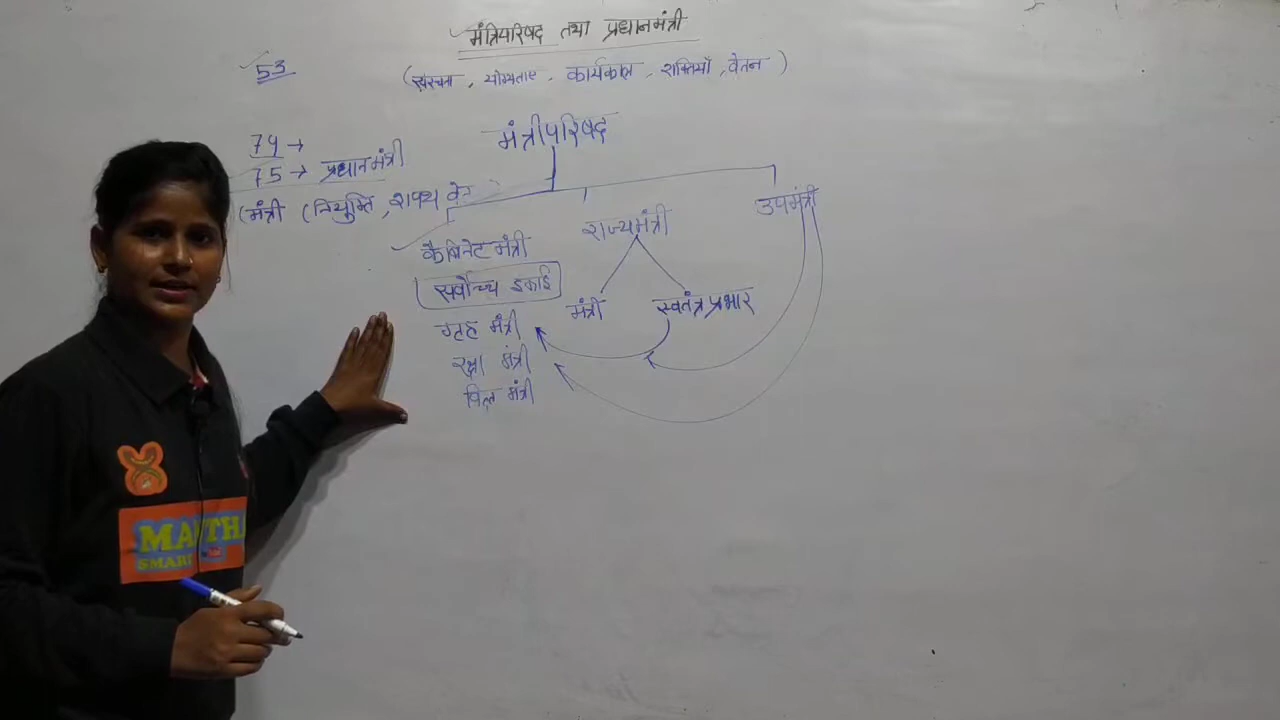 मंत्रिपरिषद तथा प्रधानमंत्री
53
(संरचना, योग्यताएं, कार्यकाल, शक्तियाँ, वेतन)
मंत्रीपरिषद
74 →
75 → प्रधानमंत्री
(मंत्री (नियुक्ति, शपथ
कैबिनेट मंत्री
राज्यमंत्री
उपमंत्री
सर्वोच्च इकाई
मंत्री
स्वतंत्र प्रभार
गृह मंत्री
रक्षा मंत्री
वित्त मंत्री
SMAR